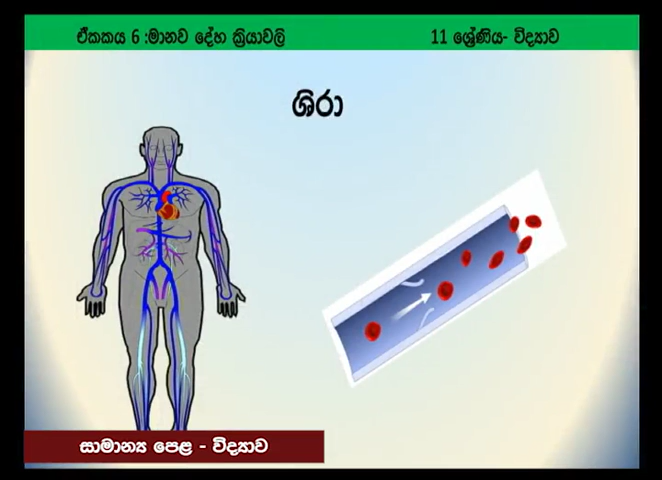 ඒකකය 6 :මානව දේහ ක්‍රියාවලි
11 ශ්‍රේණිය- විද්‍යාව
ශිරා
සාමාන්‍ය පෙළ - විද්‍යාව